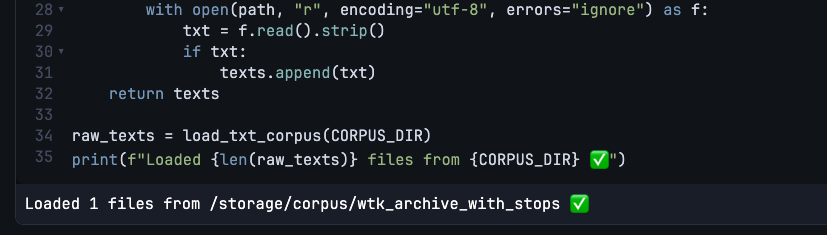 28 with open(path, "r", encoding="utf-8", errors="ignore") as f:
29 txt = f.read().strip()
30 if txt:
31 texts.append(txt)
32 return texts
33
34 raw_texts = load_txt_corpus(CORPUS_DIR)
35 print(f"Loaded {len(raw_texts)} files from {CORPUS_DIR} ✅")
Loaded 1 files from /storage/corpus/wtk_archive_with_stops ✅